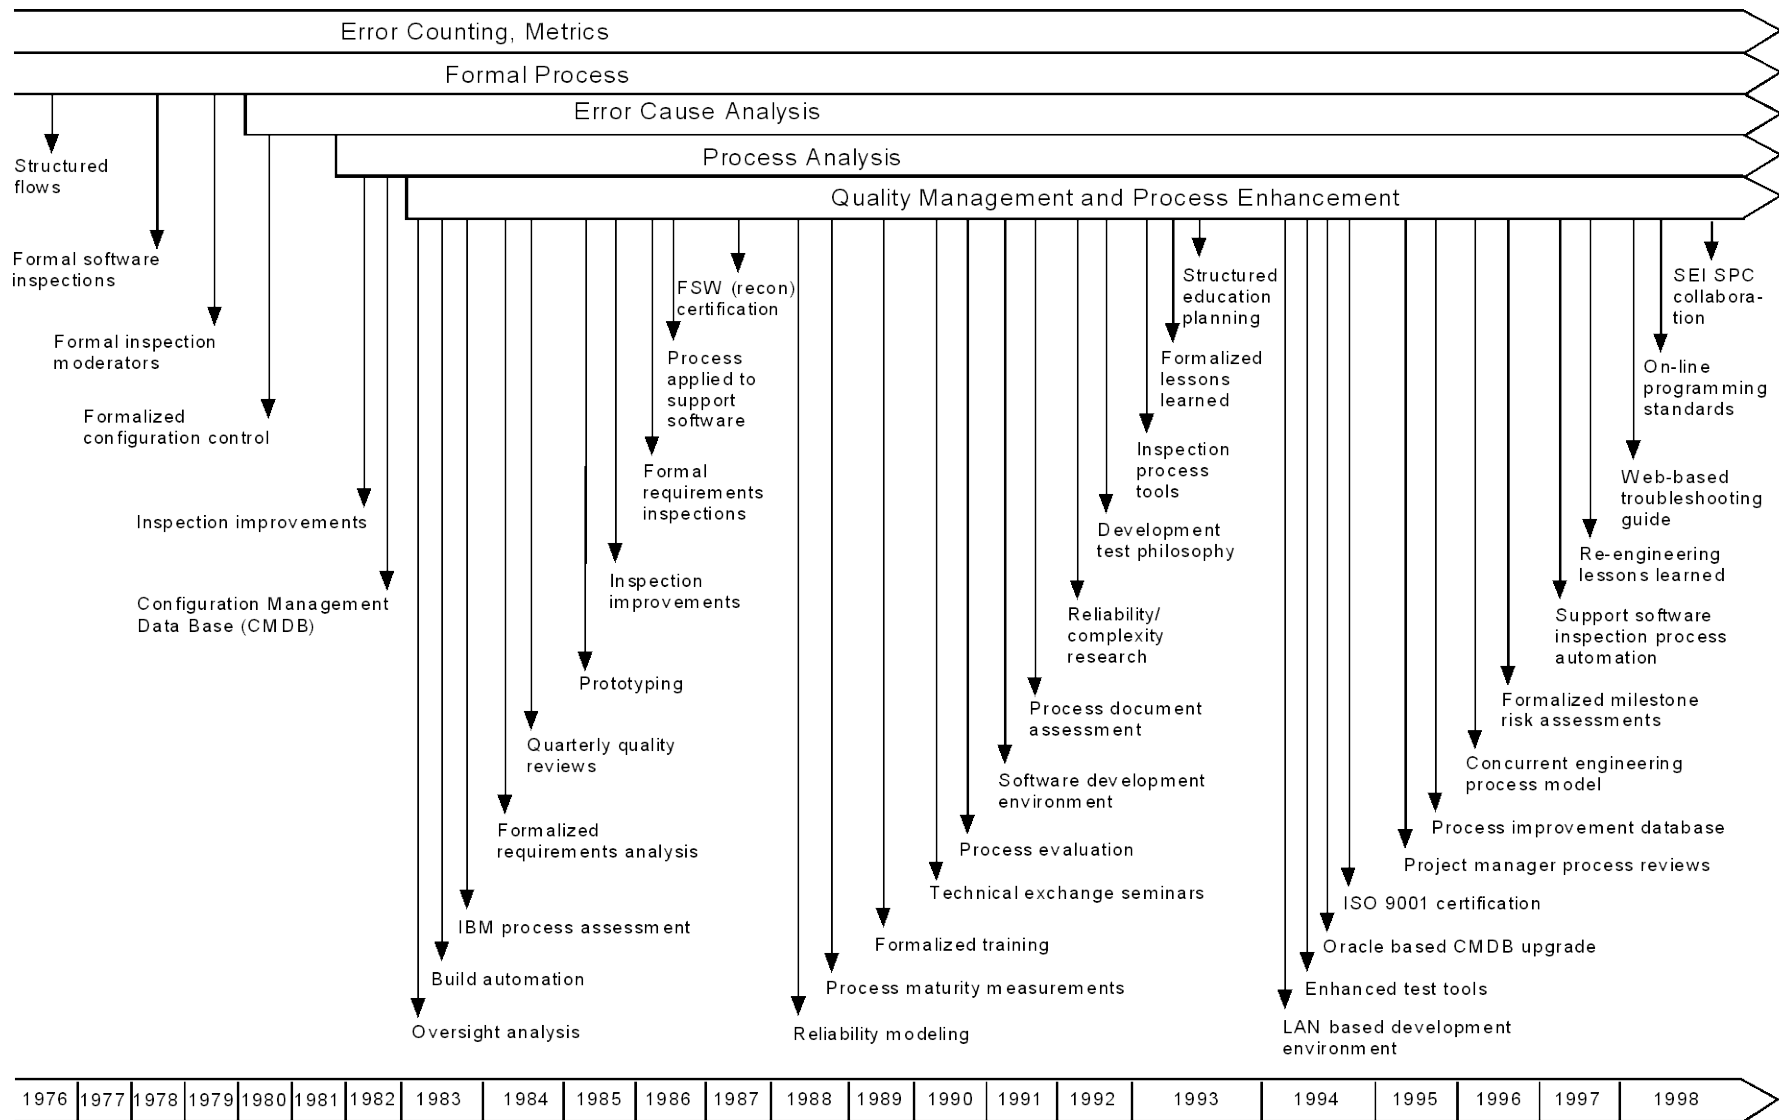 Error Counting, Metrics
Formal Process
Error Cause Analysis
Process Analysis
Quality Management and Process Enhancement
Structured
flows
Formal software
inspections
Formal inspection
moderators
Formalized
configuration control
Inspection improvements
Configuration Management
Data Base (CMDB)
Oversight analysis
Build automation
IBM process assessment
Formalized
requirements analysis
Quarterly quality
reviews
Prototyping
Inspection
improvements
Formal
requirements
inspections
Process
applied to
support
software
FSW (recon)
certification
Reliability modeling
Process maturity measurements
Formalized training
Technical exchange seminars
Process evaluation
Software development
environment
Process document
assessment
Reliability/
complexity
research
Development
test philosophy
Inspection
process
tools
Formalized
lessons
learned
Structured
education
planning
LAN based development
environment
Enhanced test tools
Oracle based CMDB upgrade
ISO 9001 certification
Project manager process reviews
Process improvement database
Concurrent engineering
process model
Formalized milestone
risk assessments
Support software
inspection process
automation
Re-engineering
lessons learned
Web-based
troubleshooting
guide
On-line
programming
standards
SEI SPC
collabora-
tion
1976 1977 1978 1979 1980 1981 1982 1983 1984 1985 1986 1987 1988 1989 1990 1991 1992 1993 1994 1995 1996 1997 1998